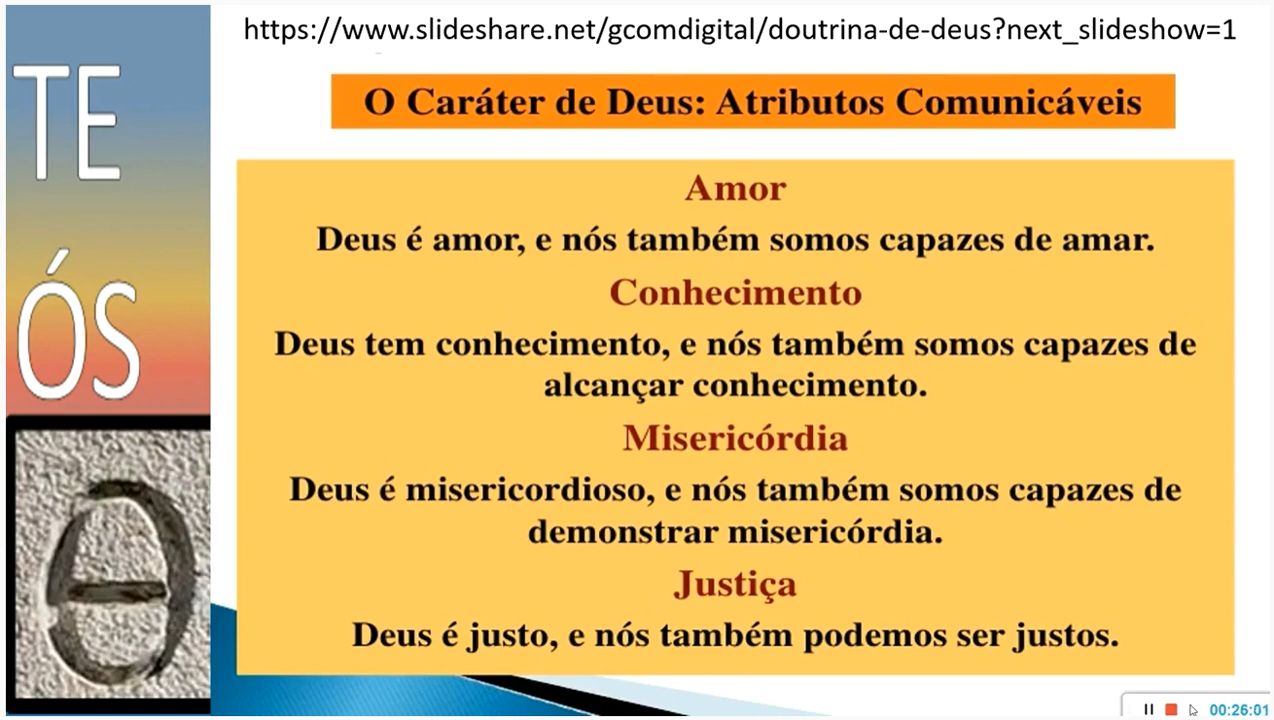 https://www.slideshare.net/gcomdigital/doutrina-de-deus?next_slideshow=1
TE
ÓS
θ
O Caráter de Deus: Atributos Comunicáveis
Amor
Deus é amor, e nós também somos capazes de amar.
Conhecimento
Deus tem conhecimento, e nós também somos capazes de
alcançar conhecimento.
Misericórdia
Deus é misericordioso, e nós também somos capazes de
demonstrar misericórdia.
Justiça
Deus é justo, e nós também podemos ser justos.
00:26:01